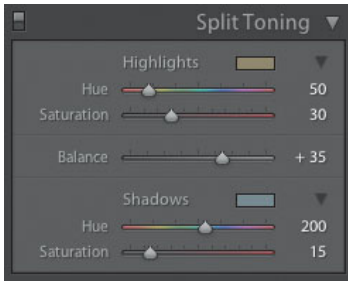 Split Toning
Highlights
Hue 50
Saturation 30
Balance + 35
Shadows
Hue 200
Saturation 15